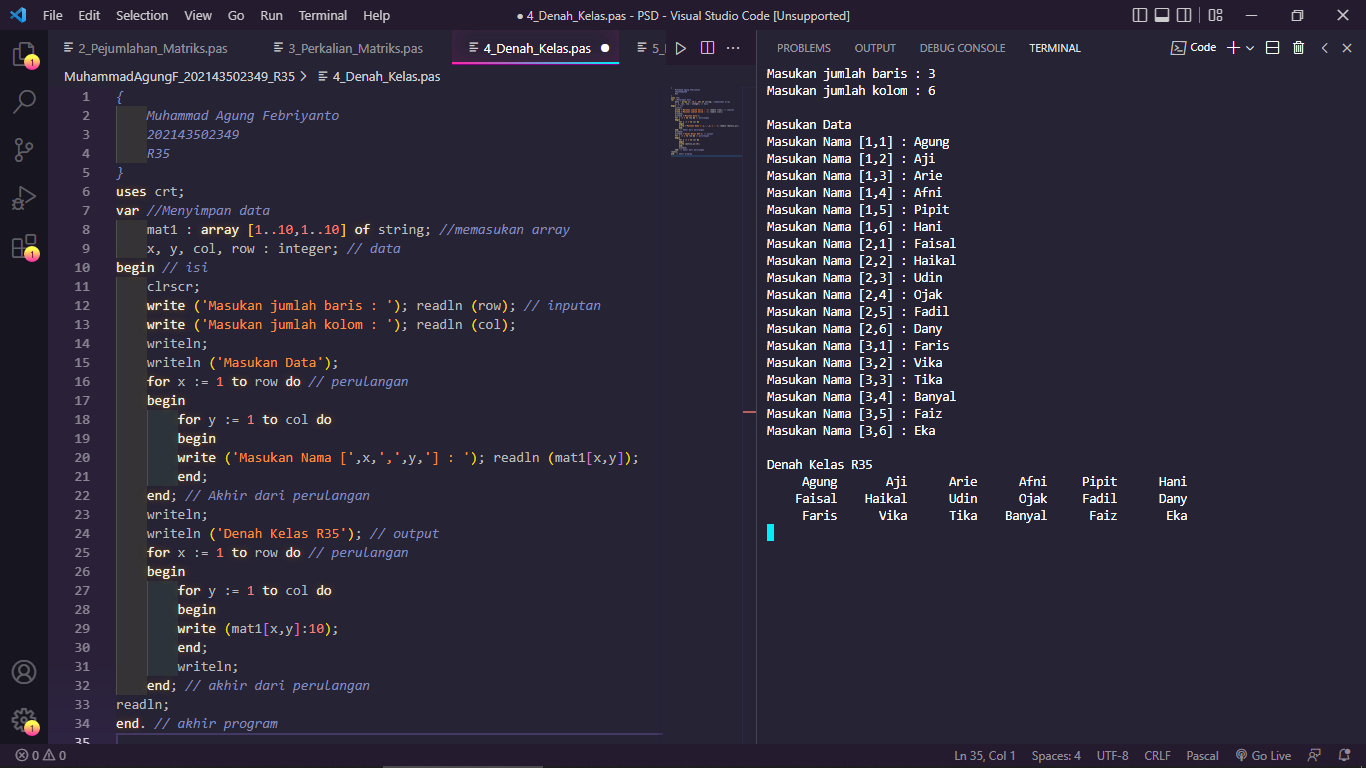 File Edit Selection View Go Run Terminal Help
● 4_Denah_Kelas.pas - PSD - Visual Studio Code [Unsupported]
2_Pejumlahan_Matriks.pas 3_Perkalian_Matriks.pas 4_Denah_Kelas.pas
MuhammadAgungF_202143502349_R35 > 4_Denah_Kelas.pas
1 {
2 Muhammad Agung Febriyanto
3 202143502349
4 R35
5 }
6 uses crt;
7 var //Menyimpan data
8 mat1 : array [1..10,1..10] of string; //memasukan array
9 x, y, col, row : integer; // data
10 begin // isi
11 clrscr;
12 write ('Masukan jumlah baris : '); readln (row); // inputan
13 write ('Masukan jumlah kolom : '); readln (col);
14 writeln;
15 writeln ('Masukan Data');
16 for x := 1 to row do // perulangan
17 begin
18 for y := 1 to col do
19 begin
20 write ('Masukan Nama [',x,',',y,'] : '); readln (mat1[x,y]);
21 end;
22 end; // Akhir dari perulangan
23 writeln;
24 writeln ('Denah Kelas R35'); // output
25 for x := 1 to row do // perulangan
26 begin
27 for y := 1 to col do
28 begin
29 write (mat1[x,y]:10);
30 end;
31 writeln;
32 end; // akhir dari perulangan
33 readln;
34 end. // akhir program
35
PROBLEMS OUTPUT DEBUG CONSOLE TERMINAL Code
Masukan jumlah baris : 3
Masukan jumlah kolom : 6
Masukan Data
Masukan Nama [1,1] : Agung
Masukan Nama [1,2] : Aji
Masukan Nama [1,3] : Arie
Masukan Nama [1,4] : Afni
Masukan Nama [1,5] : Pipit
Masukan Nama [1,6] : Hani
Masukan Nama [2,1] : Faisal
Masukan Nama [2,2] : Haikal
Masukan Nama [2,3] : Udin
Masukan Nama [2,4] : Ojak
Masukan Nama [2,5] : Fadil
Masukan Nama [2,6] : Dany
Masukan Nama [3,1] : Faris
Masukan Nama [3,2] : Vika
Masukan Nama [3,3] : Tika
Masukan Nama [3,4] : Banyal
Masukan Nama [3,5] : Faiz
Masukan Nama [3,6] : Eka
Denah Kelas R35
Agung Aji Arie Afni Pipit Hani
Faisal Haikal Udin Ojak Fadil Dany
Faris Vika Tika Banyal Faiz Eka
1
1
1
0 0 Ln 35, Col 1 Spaces: 4 UTF-8 CRLF Pascal Go Live